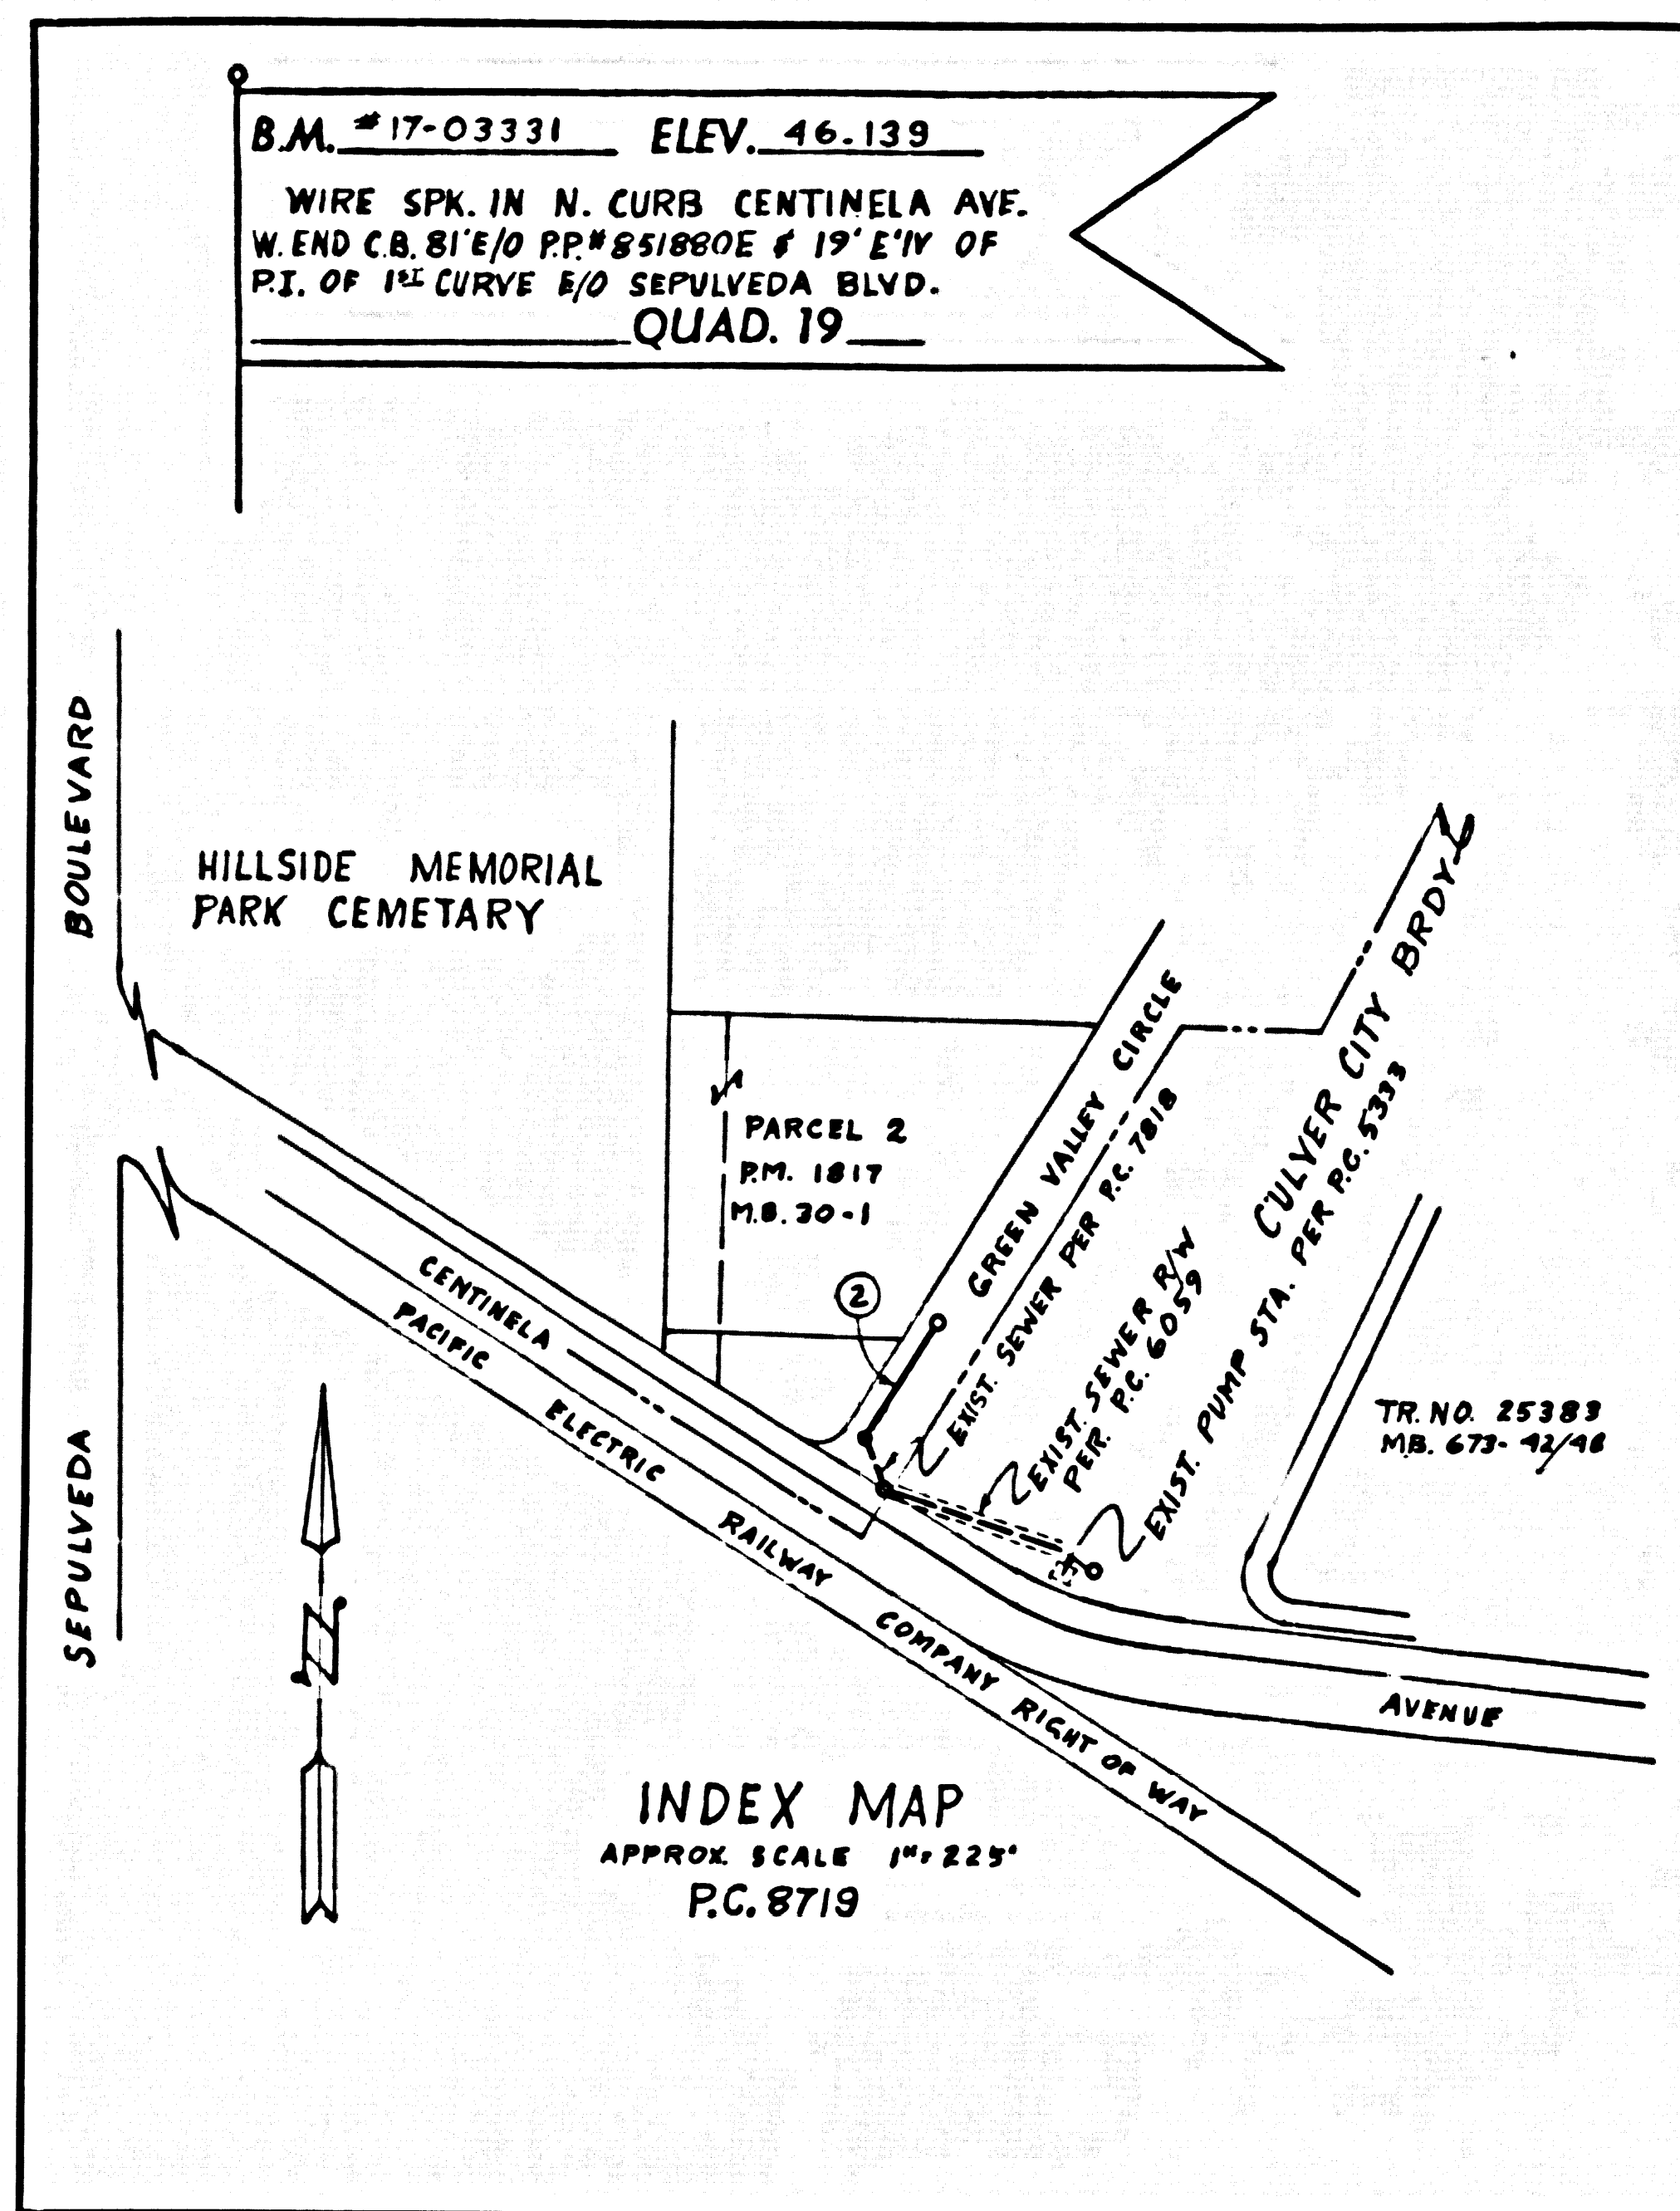 B.M. #17-03331 ELEV. 46.139
WIRE SPK. IN N. CURB CENTINELA AVE.
W. END C.B. 81' E/O P.P.#851880E & 19' E'LY OF
P.I. OF 1ST CURVE E/O SEPULVEDA BLVD.
QUAD. 19
BOULEVARD
HILLSIDE MEMORIAL
PARK CEMETARY
CULVER CITY BRDY
GREEN VALLEY CIRCLE
PARCEL 2
P.M. 1817
M.B. 30-1
2
EXIST. SEWER PER P.C. 7818
EXIST. SEWER R/W
PER. P.C. 6059
EXIST. PUMP STA. PER P.C. 5333
TR. NO. 25383
M.B. 673-42/48
CENTINELA
AVENUE
PACIFIC ELECTRIC RAILWAY COMPANY RIGHT OF WAY
SEPULVEDA
N
INDEX MAP
APPROX. SCALE 1"=225'
P.C. 8719